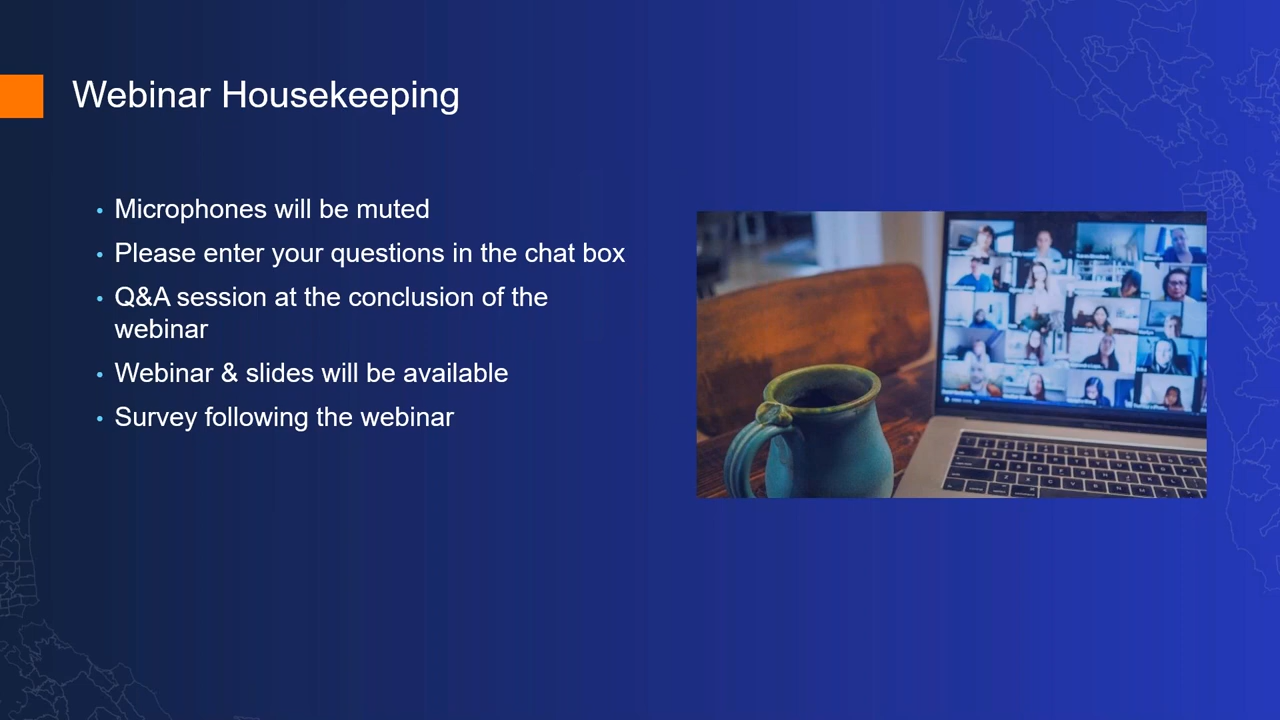 Webinar Housekeeping
• Microphones will be muted
• Please enter your questions in the chat box
• Q&A session at the conclusion of the
webinar
• Webinar & slides will be available
• Survey following the webinar